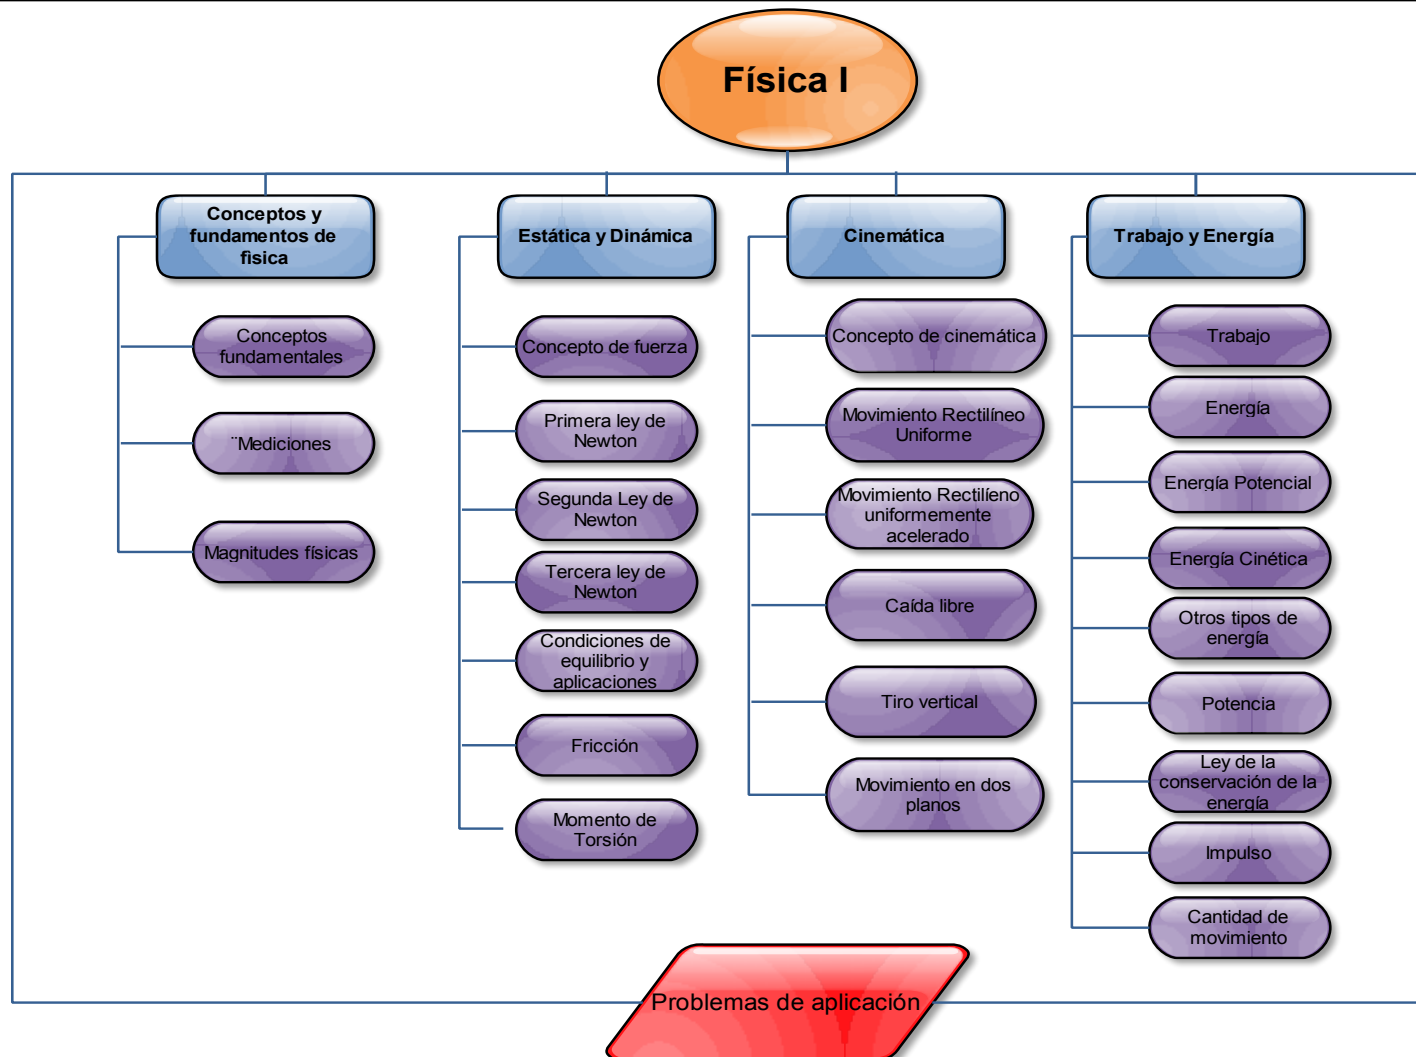 Física I
Conceptos y
fundamentos de
fisica
Conceptos
fundamentales
¨Mediciones
Magnitudes físicas
Estática y Dinámica
Concepto de fuerza
Primera ley de
Newton
Segunda Ley de
Newton
Tercera ley de
Newton
Condiciones de
equilibrio y
aplicaciones
Fricción
Momento de
Torsión
Cinemática
Concepto de cinemática
Movimiento Rectilíneo
Uniforme
Movimiento Rectilíeno
uniformemente
acelerado
Caída libre
Tiro vertical
Movimiento en dos
planos
Trabajo y Energía
Trabajo
Energía
Energía Potencial
Energía Cinética
Otros tipos de
energía
Potencia
Ley de la
conservación de la
energía
Impulso
Cantidad de
movimiento
Problemas de aplicación